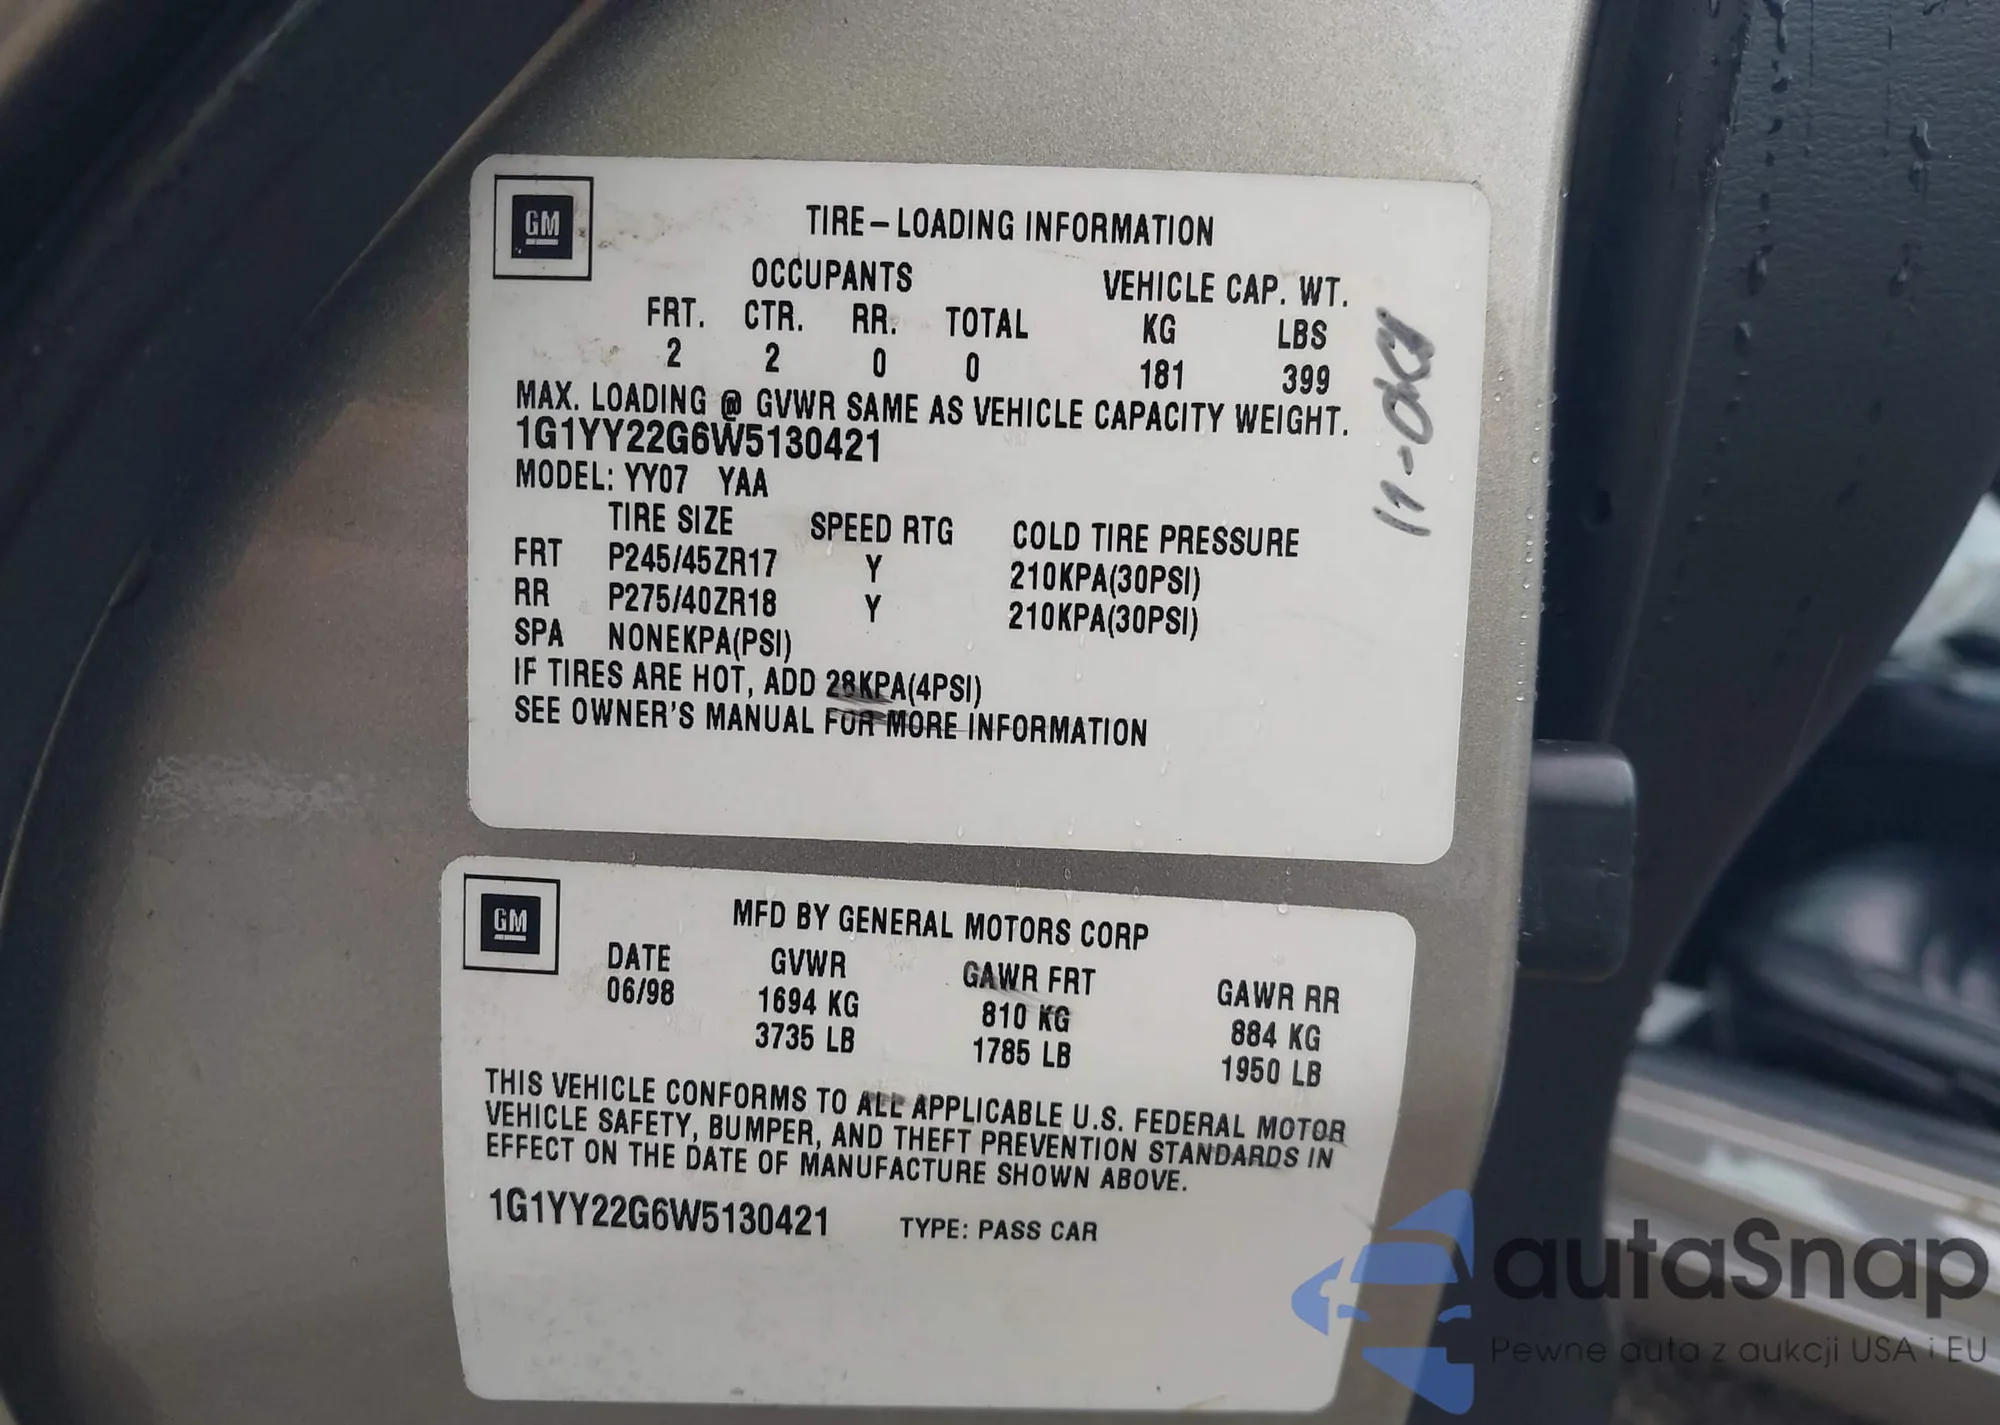 GM
TIRE-LOADING INFORMATION
OCCUPANTS VEHICLE CAP. WT.
FRT. CTR. RR. TOTAL KG LBS
2 2 0 0 181 399
MAX. LOADING @ GVWR SAME AS VEHICLE CAPACITY WEIGHT.
1G1YY22G6W5130421
MODEL: YY07 YAA
TIRE SIZE SPEED RTG COLD TIRE PRESSURE
FRT P245/45ZR17 Y 210KPA(30PSI)
RR P275/40ZR18 Y 210KPA(30PSI)
SPA NONEKPA(PSI)
IF TIRES ARE HOT, ADD 28KPA(4PSI)
SEE OWNER'S MANUAL FOR MORE INFORMATION
GM
MFD BY GENERAL MOTORS CORP
DATE GVWR GAWR FRT GAWR RR
06/98 1694 KG 810 KG 884 KG
3735 LB 1785 LB 1950 LB
THIS VEHICLE CONFORMS TO ALL APPLICABLE U.S. FEDERAL MOTOR
VEHICLE SAFETY, BUMPER, AND THEFT PREVENTION STANDARDS IN
EFFECT ON THE DATE OF MANUFACTURE SHOWN ABOVE.
1G1YY22G6W5130421 TYPE: PASS CAR
autaSnap
Pewne auta z aukcji USA i EU